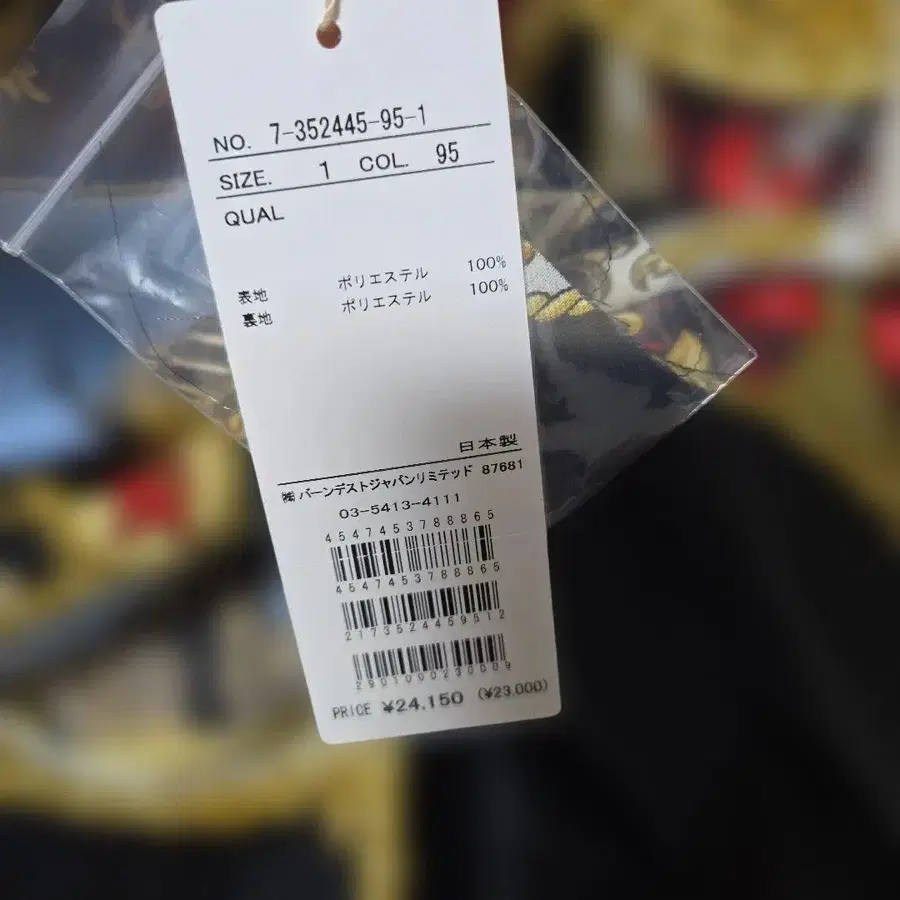 NO. 7-352445-95-1
SIZE. 1 COL. 95
QUAL
表地 ポリエステル 100%
裏地 ポリエステル 100%
日本製
㈱バーンデストジャパンリミテッド 87681
03-5413-4111
4547453788865
4547453788865
2173524459512
2901000230009
PRICE ¥24.150 (¥23.000)